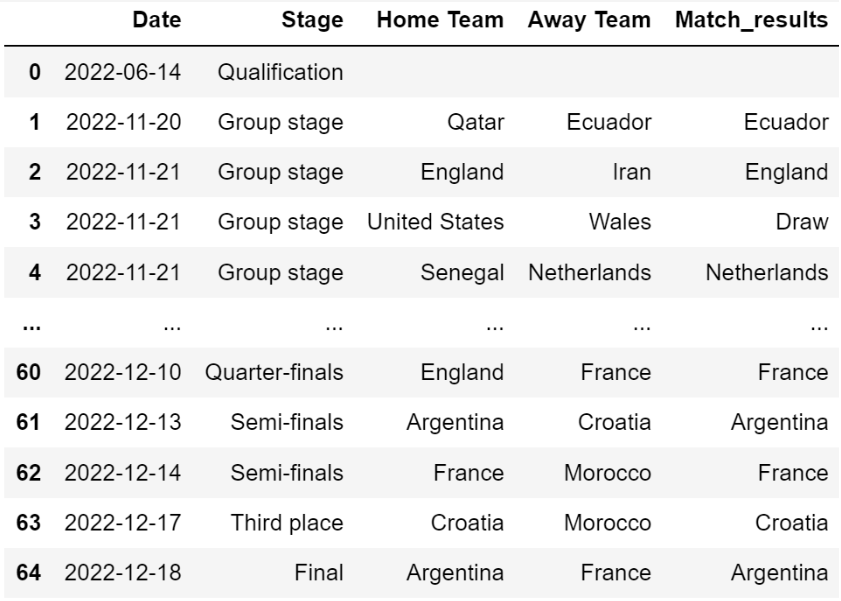 Date Stage Home Team Away Team Match_results
0 2022-06-14 Qualification
1 2022-11-20 Group stage Qatar Ecuador Ecuador
2 2022-11-21 Group stage England Iran England
3 2022-11-21 Group stage United States Wales Draw
4 2022-11-21 Group stage Senegal Netherlands Netherlands
... ... ... ... ... ...
60 2022-12-10 Quarter-finals England France France
61 2022-12-13 Semi-finals Argentina Croatia Argentina
62 2022-12-14 Semi-finals France Morocco France
63 2022-12-17 Third place Croatia Morocco Croatia
64 2022-12-18 Final Argentina France Argentina